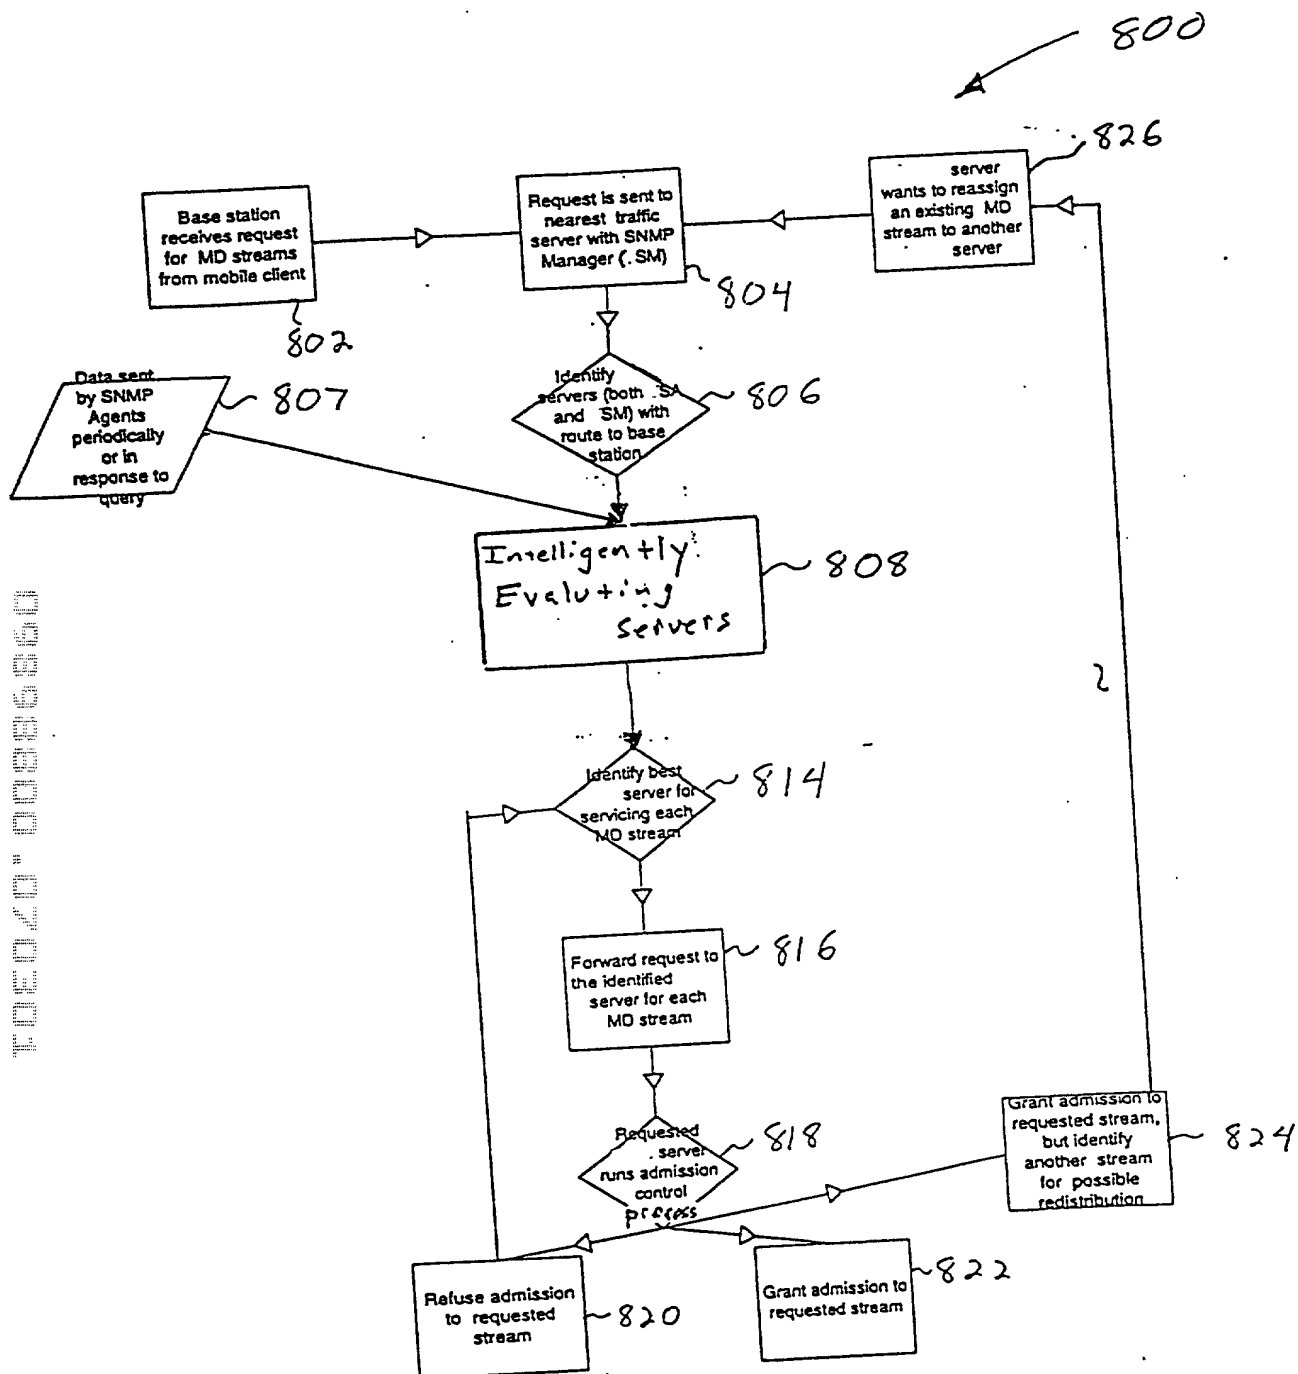 800
826
server
wants to reassign
an existing MD
stream to another
server
Request is sent to
nearest traffic
server with SNMP
Manager (.SM)
804
Base station
receives request
for MD streams
from mobile client
802
Data sent
by SNMP
Agents
periodically
or in
response to
query
807
Identify
servers (both .SA
and SM) with
route to base
station
806
Intelligently
Evaluting
servers
808
Identify best
server for
servicing each
MD stream
814
Forward request to
the identified
server for each
MD stream
816
Requested
.server
runs admission
control
process
818
Grant admission to
requested stream,
but identify
another stream
for possible
redistribution
824
Refuse admission
to requested
stream
820
Grant admission to
requested stream
822